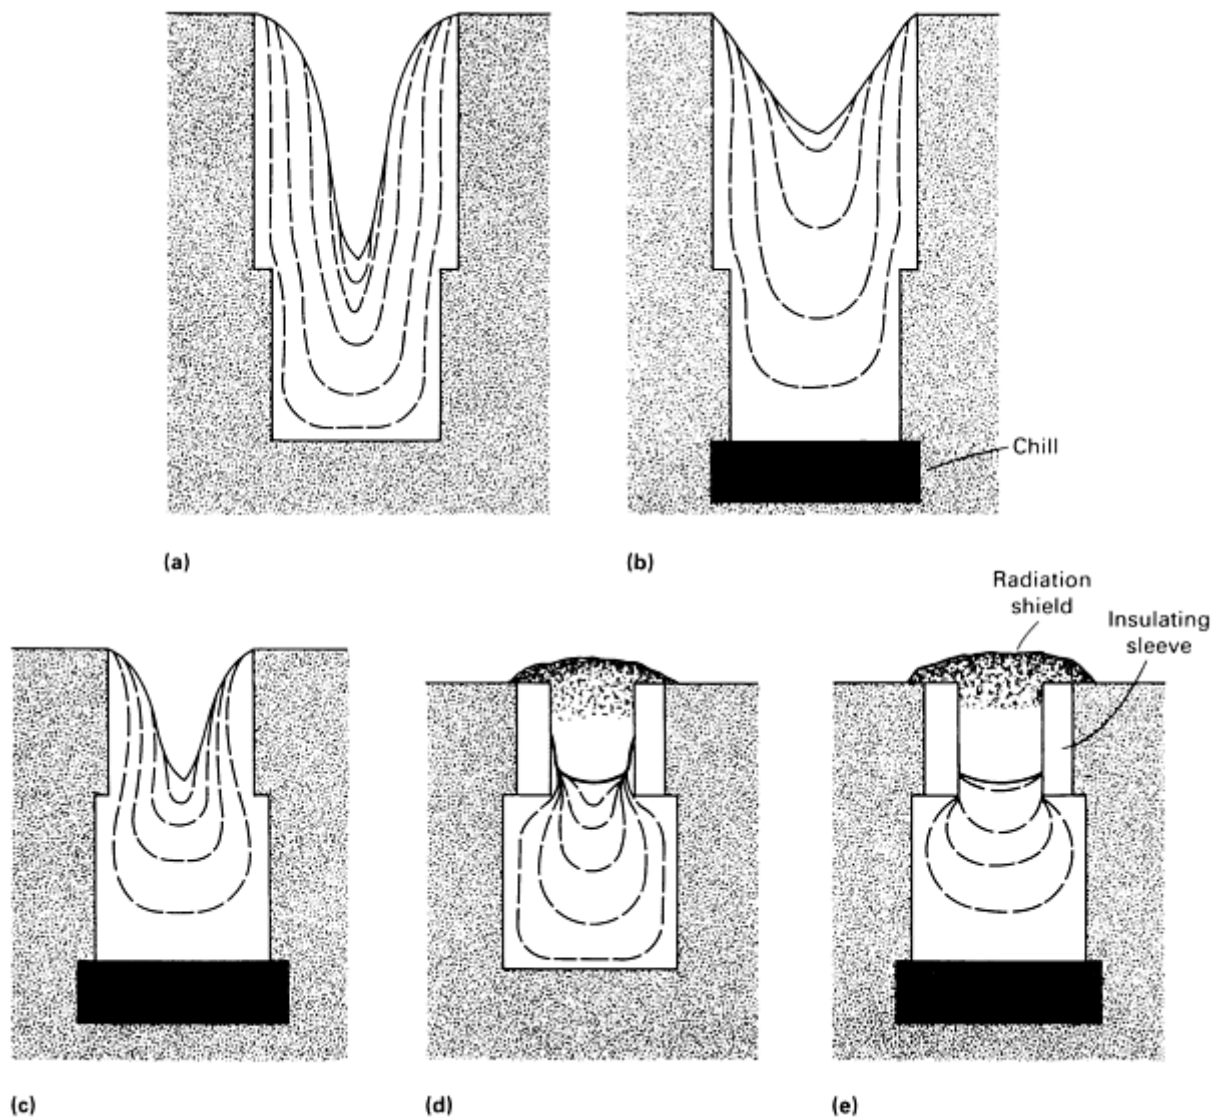 Chill
(a)
(b)
Radiation
shield
Insulating
sleeve
(c)
(d)
(e)